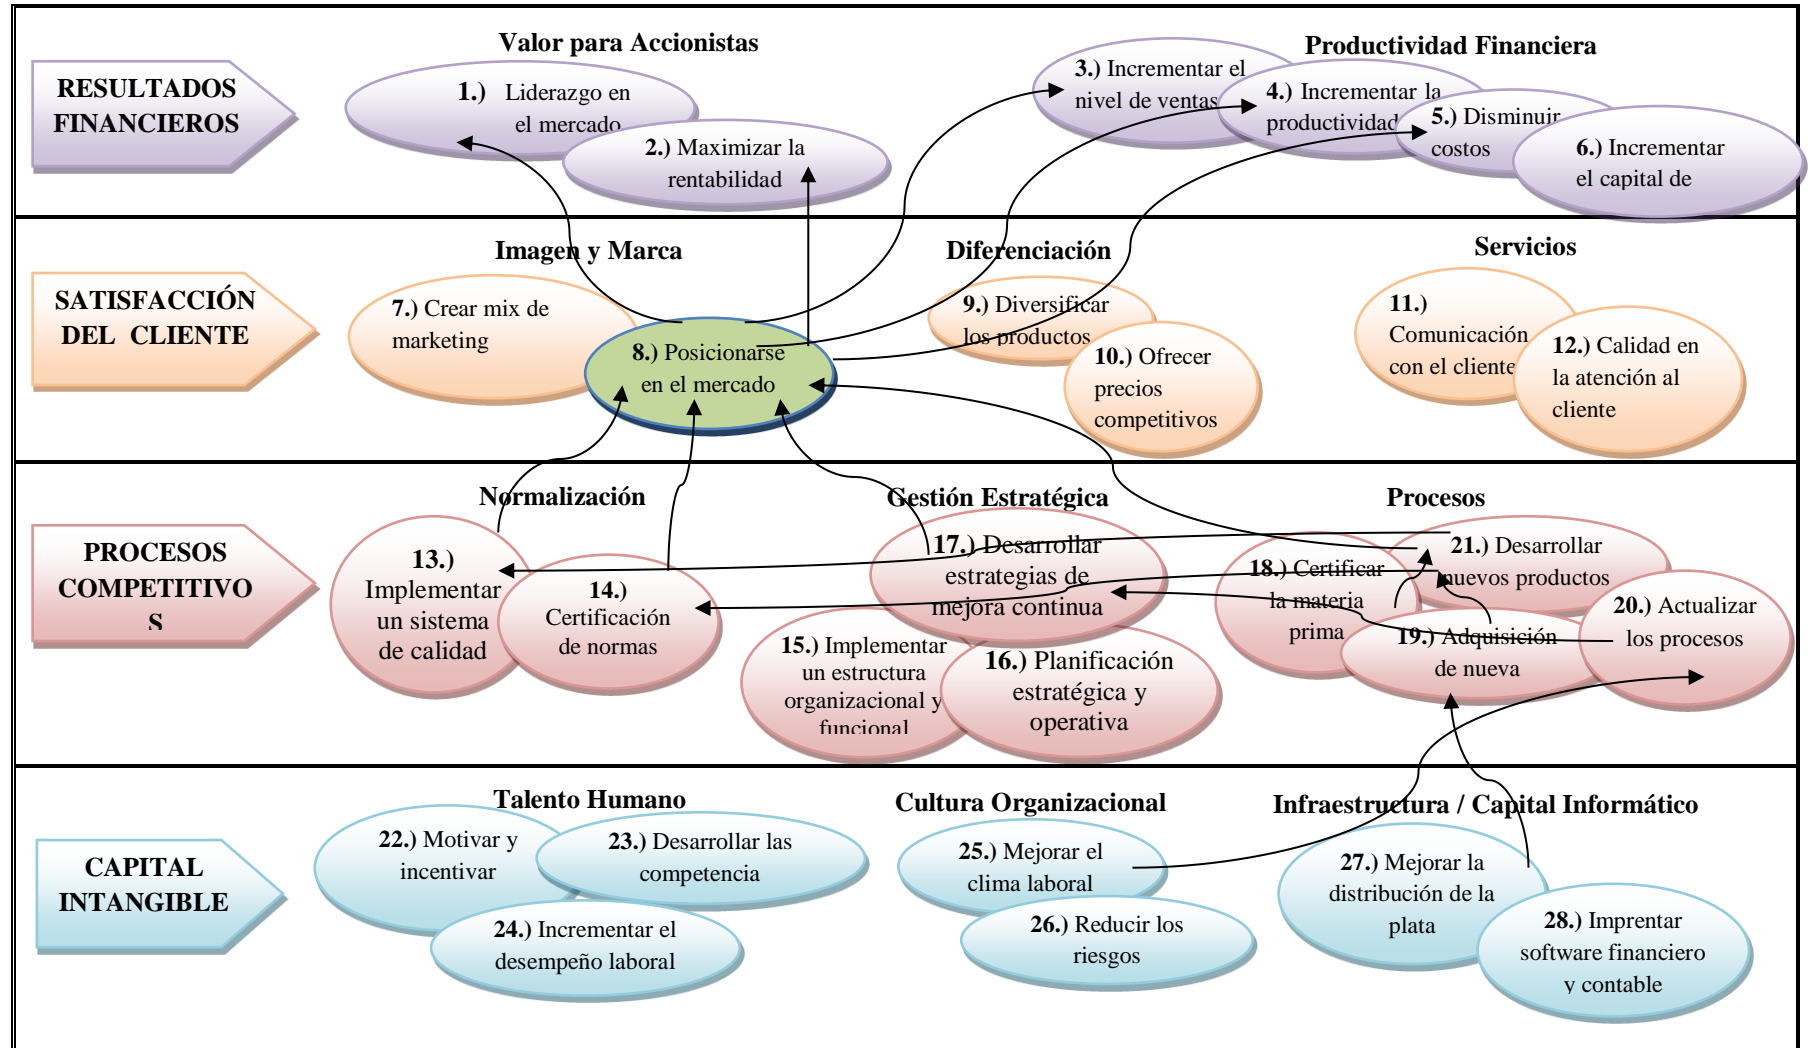 RESULTADOS
FINANCIEROS
Valor para Accionistas
1.) Liderazgo en
el mercado
2.) Maximizar la
rentabilidad
Productividad Financiera
3.) Incrementar el
nivel de ventas
4.) Incrementar la
productividad
5.) Disminuir
costos
6.) Incrementar
el capital de
SATISFACCIÓN
DEL CLIENTE
Imagen y Marca
7.) Crear mix de
marketing
8.) Posicionarse
en el mercado
Diferenciación
9.) Diversificar
los productos
10.) Ofrecer
precios
competitivos
Servicios
11.)
Comunicación
con el cliente
12.) Calidad en
la atención al
cliente
PROCESOS
COMPETITIVO
S
Normalización
13.)
Implementar
un sistema
de calidad
14.)
Certificación
de normas
Gestión Estratégica
17.) Desarrollar
estrategias de
mejora continua
15.) Implementar
un estructura
organizacional y
funcional
16.) Planificación
estratégica y
operativa
Procesos
18.) Certificar
la materia
prima
21.) Desarrollar
nuevos productos
19.) Adquisición
de nueva
20.) Actualizar
los procesos
CAPITAL
INTANGIBLE
Talento Humano
22.) Motivar y
incentivar
23.) Desarrollar las
competencia
24.) Incrementar el
desempeño laboral
Cultura Organizacional
25.) Mejorar el
clima laboral
26.) Reducir los
riesgos
Infraestructura / Capital Informático
27.) Mejorar la
distribución de la
plata
28.) Imprentar
software financiero
y contable